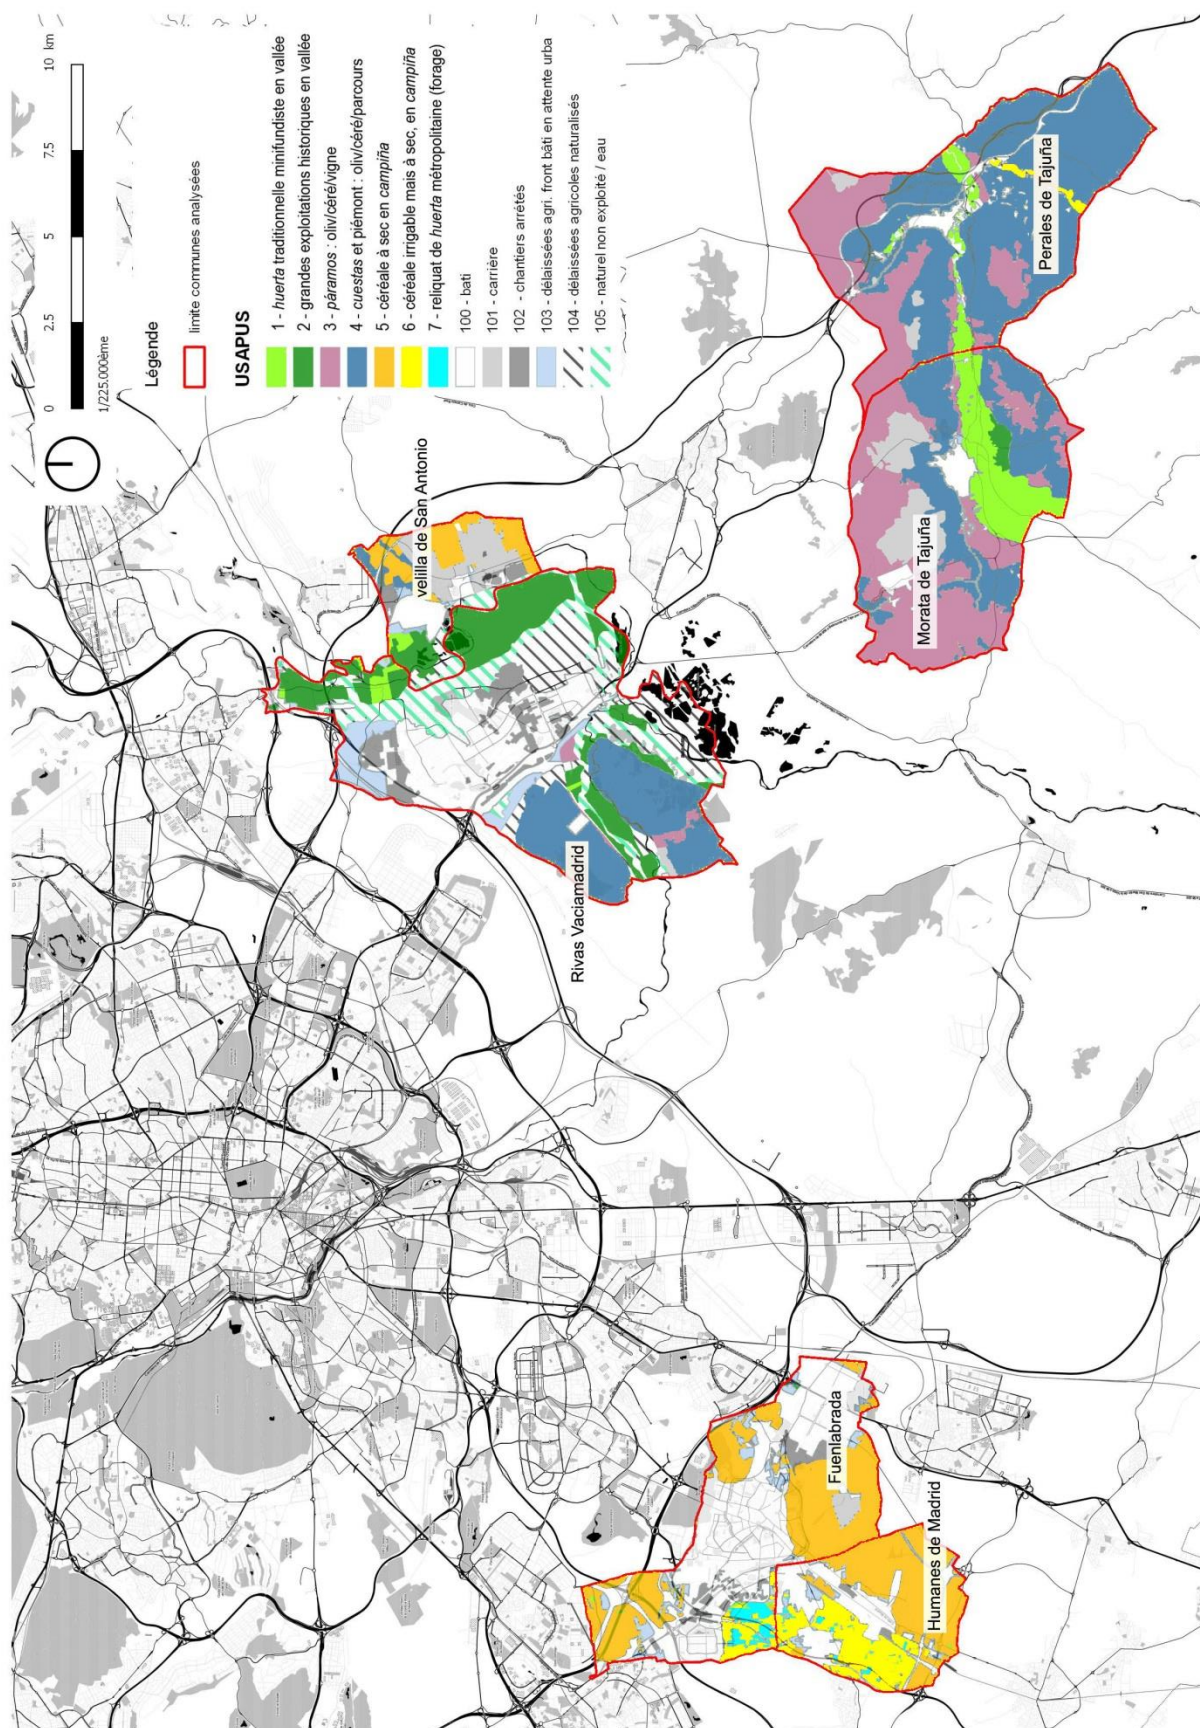 0 2.5 5 7.5 10 km
1/225.000ème
Légende
limite communes analysées
USAPUS
1 - huerta traditionnelle minifundiste en vallée
2 - grandes exploitations historiques en vallée
3 - páramos : oliv/céré/vigne
4 - cuestas et piémont : oliv/céré/parcours
5 - céréale à sec en campiña
6 - céréale irrigable mais à sec, en campiña
7 - reliquat de huerta métropolitaine (forage)
100 - bati
101 - carrière
102 - chantiers arrêtés
103 - délaissées agri. front bâti en attente urba
104 - délaissées agricoles naturalisés
105 - naturel non exploité / eau
velilla de San Antonio
Rivas Vaciamadrid
Morata de Tajuña
Perales de Tajuña
Fuenlabrada
Humanes de Madrid